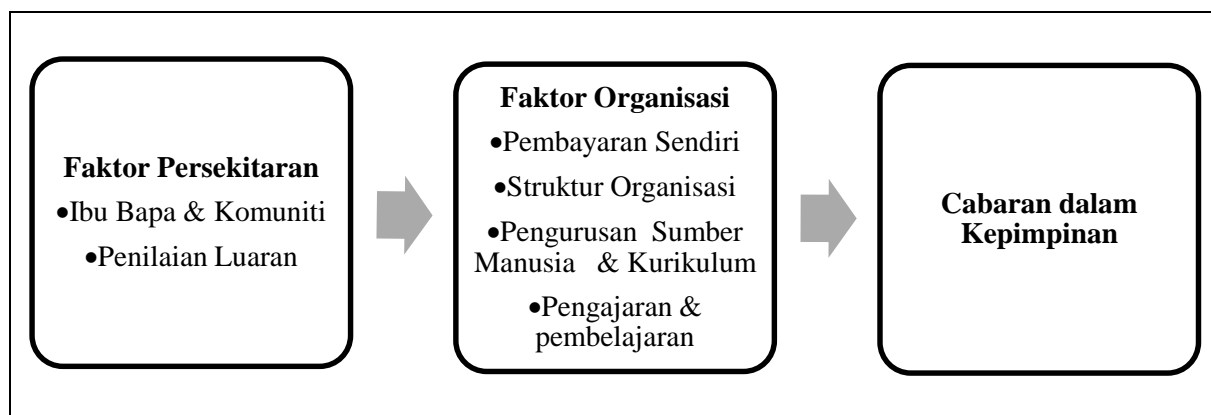 Faktor Persekitaran
•Ibu Bapa & Komuniti
•Penilaian Luaran
Faktor Organisasi
•Pembayaran Sendiri
•Struktur Organisasi
•Pengurusan Sumber
Manusia & Kurikulum
•Pengajaran &
pembelajaran
Cabaran dalam
Kepimpinan